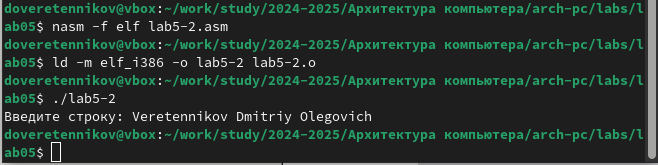 doveretennikov@vbox:~/work/study/2024-2025/Архитектура компьютера/arch-pc/labs/l
ab05$ nasm -f elf lab5-2.asm
doveretennikov@vbox:~/work/study/2024-2025/Архитектура компьютера/arch-pc/labs/l
ab05$ ld -m elf_i386 -o lab5-2 lab5-2.o
doveretennikov@vbox:~/work/study/2024-2025/Архитектура компьютера/arch-pc/labs/l
ab05$ ./lab5-2
Введите строку: Veretennikov Dmitriy Olegovich
doveretennikov@vbox:~/work/study/2024-2025/Архитектура компьютера/arch-pc/labs/l
ab05$